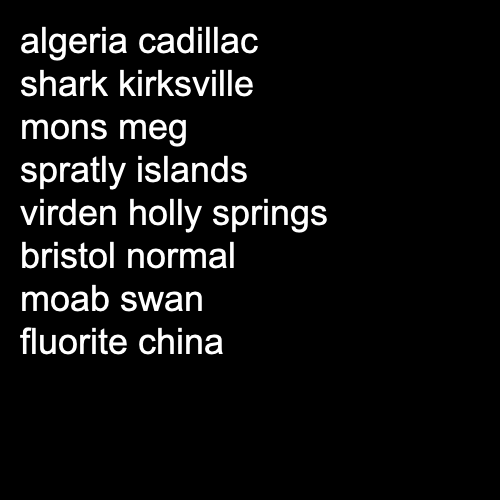 algeria cadillac
shark kirksville
mons meg
spratly islands
virden holly springs
bristol normal
moab swan
fluorite china